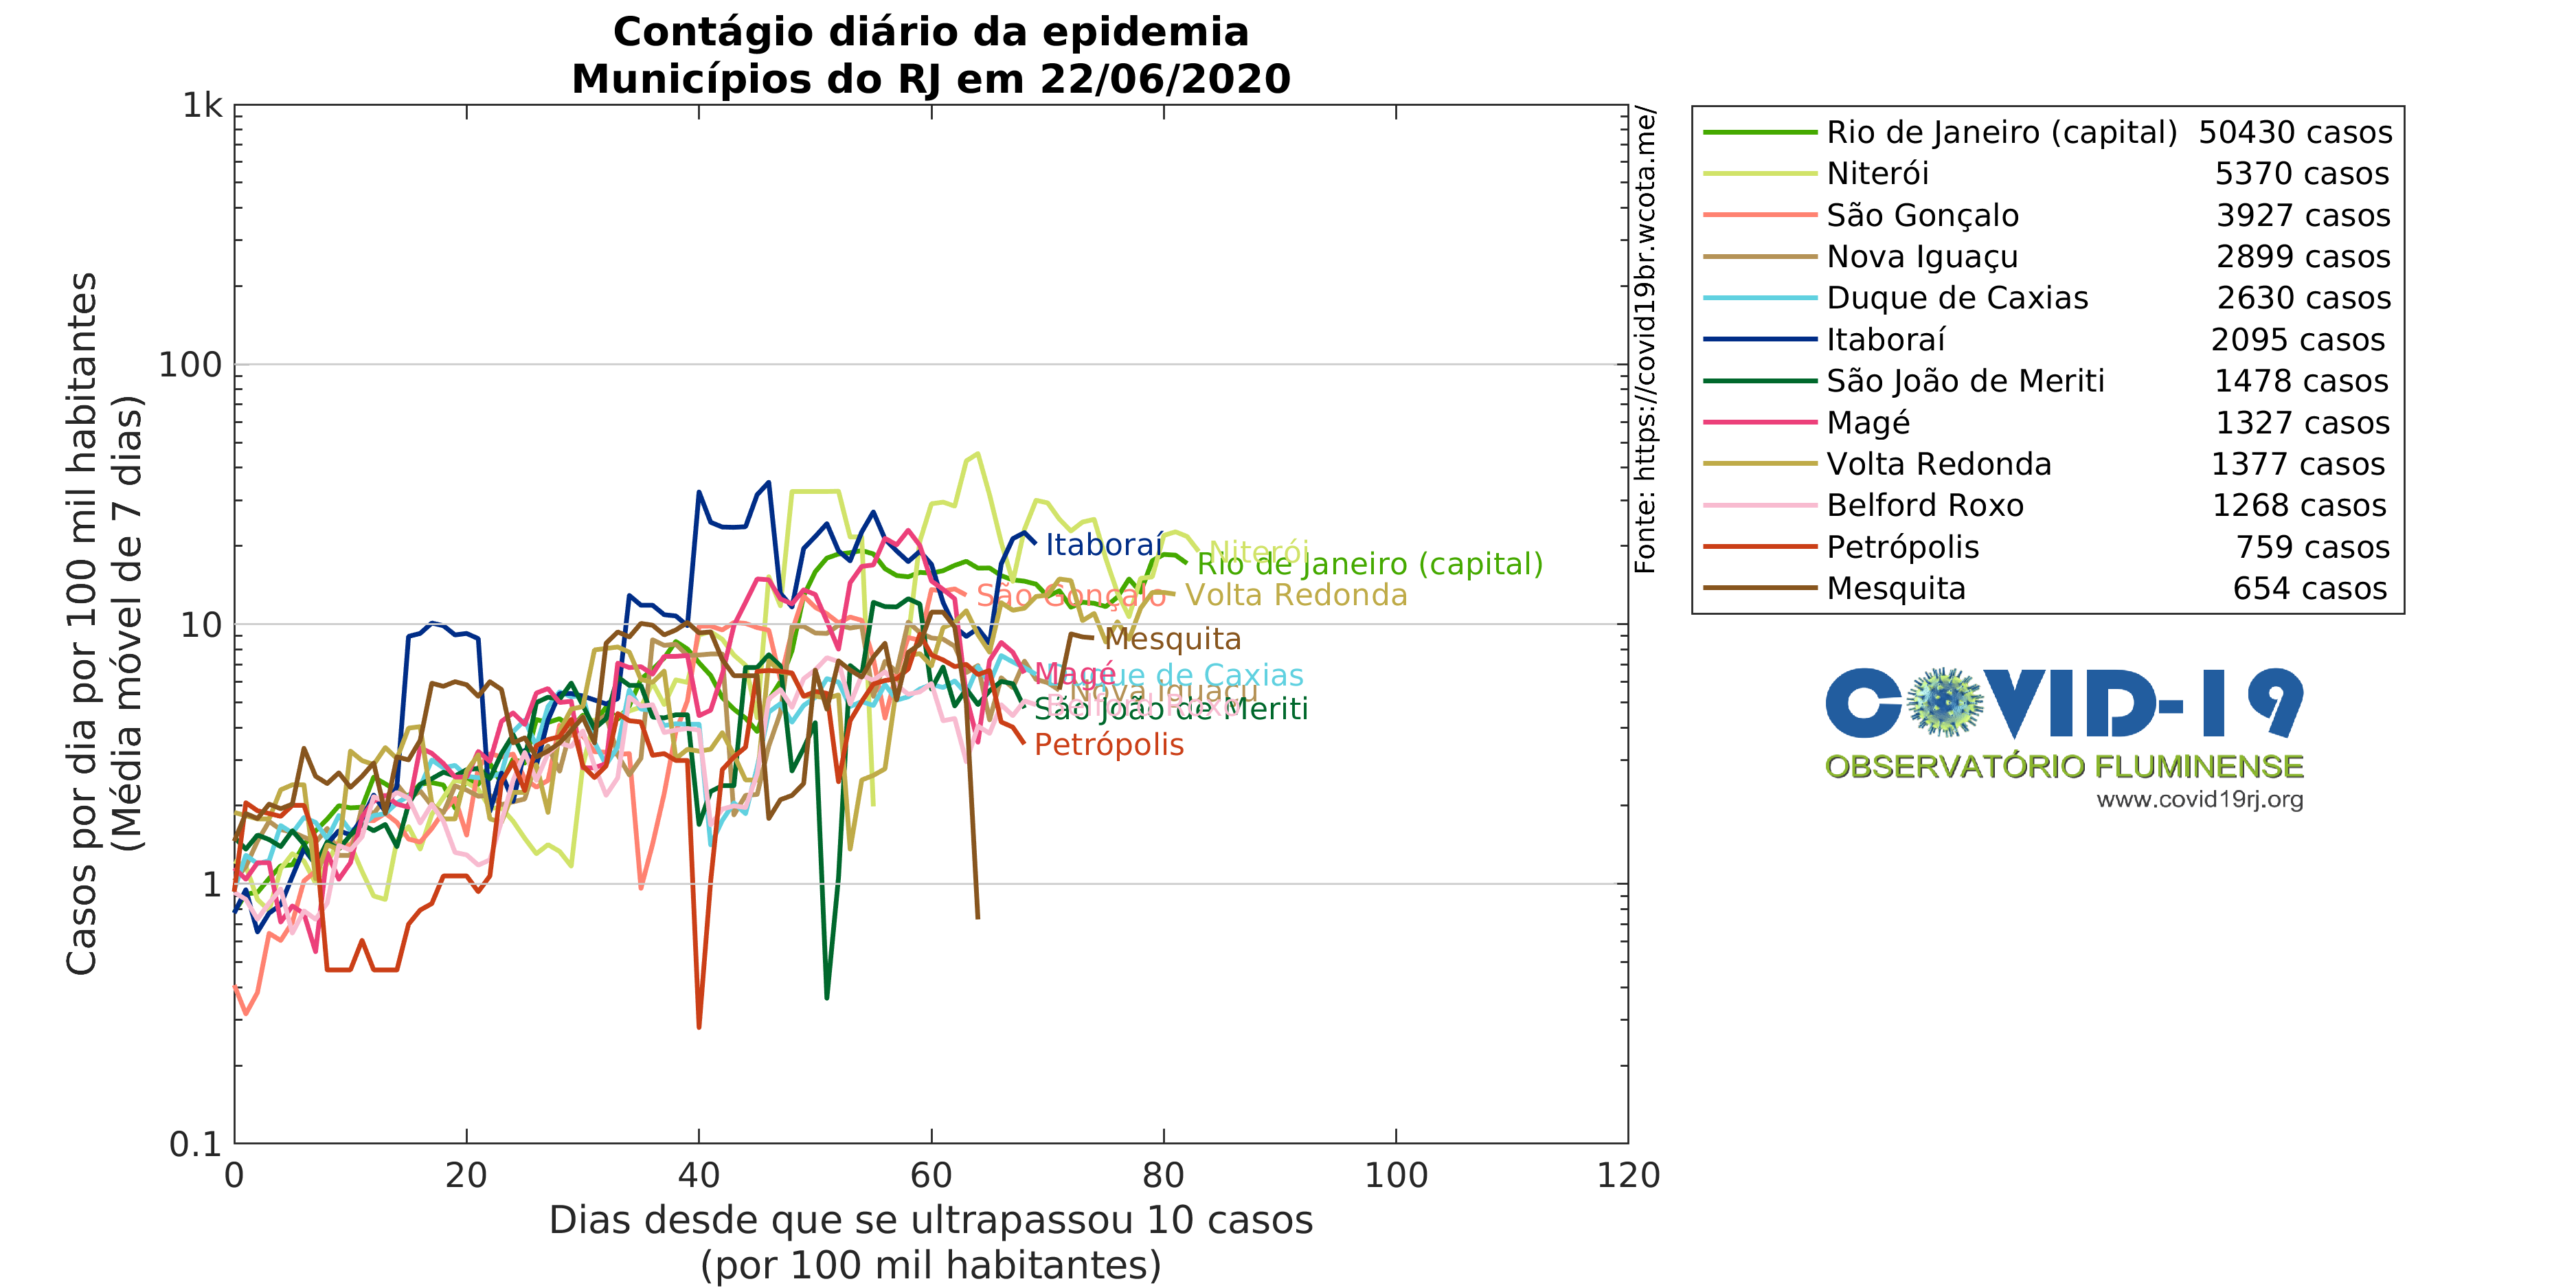 Contágio diário da epidemia
Municípios do RJ em 22/06/2020
Casos por dia por 100 mil habitantes
(Média móvel de 7 dias)
1k
100
10
1
0.1
0
20
40
60
80
100
120
Dias desde que se ultrapassou 10 casos
(por 100 mil habitantes)
Itaboraí
Niterói
Rio de Janeiro (capital)
São Gonçalo
Volta Redonda
Mesquita
Magé
Duque de Caxias
Nova Iguaçu
Belford Roxo
São João de Meriti
Petrópolis
Fonte: https://covid19br.wcota.me/
Rio de Janeiro (capital) 50430 casos
Niterói 5370 casos
São Gonçalo 3927 casos
Nova Iguaçu 2899 casos
Duque de Caxias 2630 casos
Itaboraí 2095 casos
São João de Meriti 1478 casos
Magé 1327 casos
Volta Redonda 1377 casos
Belford Roxo 1268 casos
Petrópolis 759 casos
Mesquita 654 casos
COVID-19
OBSERVATÓRIO FLUMINENSE
www.covid19rj.org